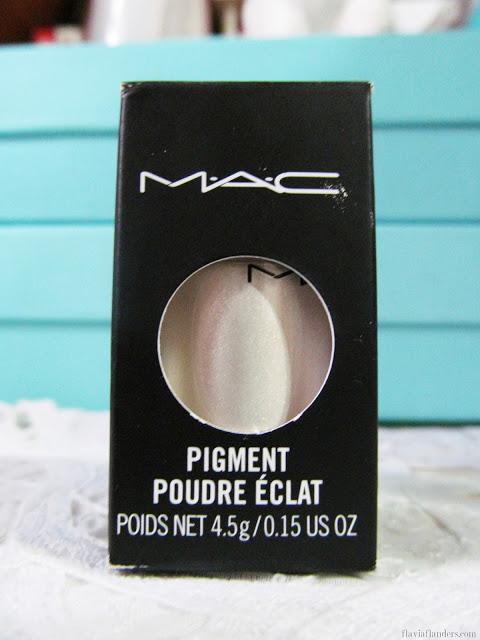 M·A·C
M
PIGMENT
POUDRE ÉCLAT
POIDS NET 4.5g/0.15 US OZ
flaviaflanders.com